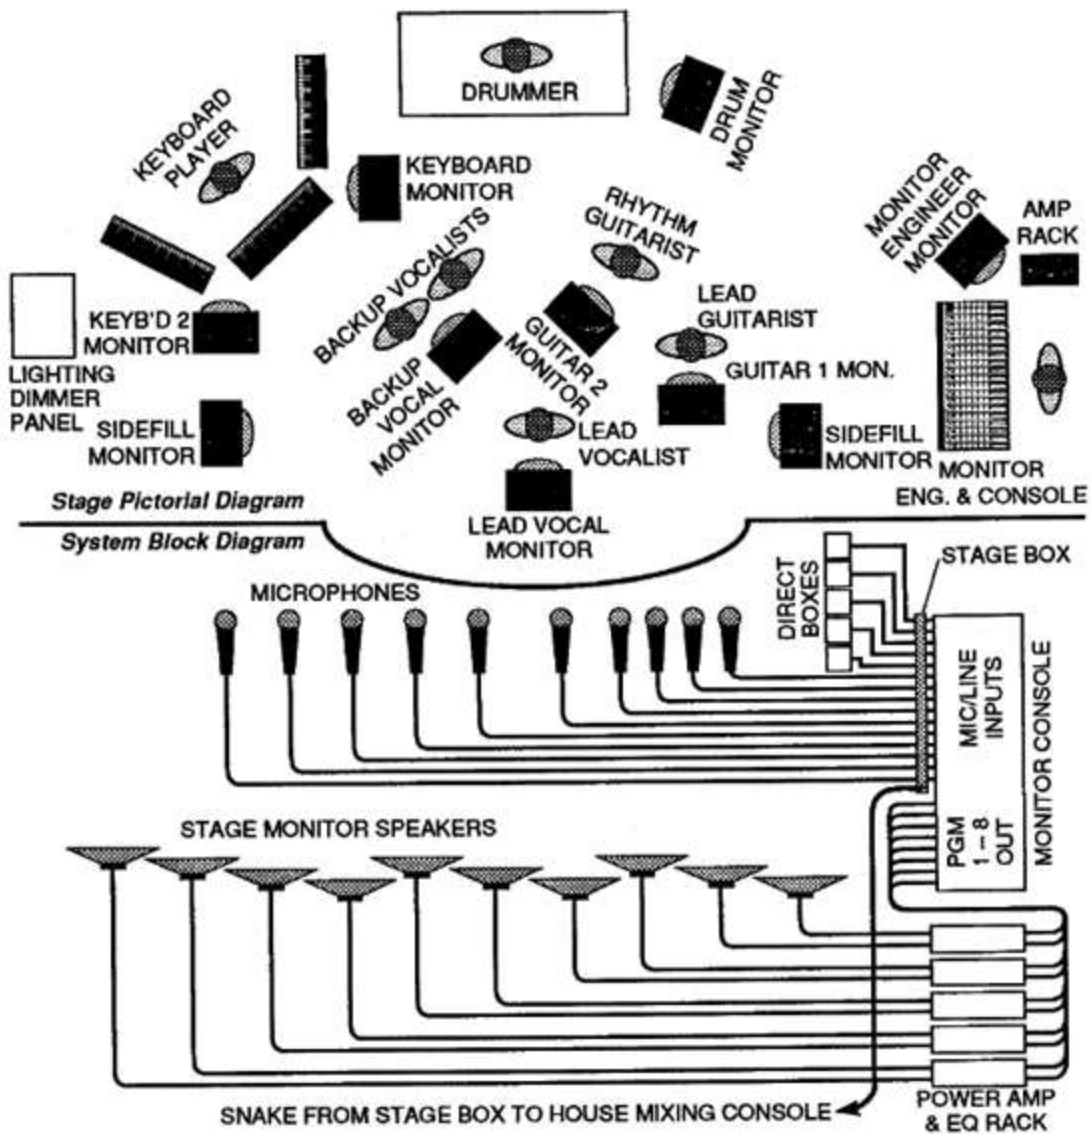 DRUMMER
DRUM
MONITOR
KEYBOARD
PLAYER
KEYBOARD
MONITOR
RHYTHM
GUITARIST
MONITOR
ENGINEER
MONITOR
AMP
RACK
BACKUP VOCALISTS
LEAD
GUITARIST
KEYB'D 2
MONITOR
GUITAR 2
MONITOR
GUITAR 1 MON.
LIGHTING
DIMMER
PANEL
BACKUP
VOCAL
MONITOR
SIDEFILL
MONITOR
LEAD
VOCALIST
SIDEFILL
MONITOR
MONITOR
ENG. & CONSOLE
Stage Pictorial Diagram
LEAD VOCAL
MONITOR
System Block Diagram
STAGE BOX
MICROPHONES
DIRECT
BOXES
MIC/LINE
INPUTS
MONITOR CONSOLE
STAGE MONITOR SPEAKERS
PGM
1 – 8
OUT
POWER AMP
& EQ RACK
SNAKE FROM STAGE BOX TO HOUSE MIXING CONSOLE